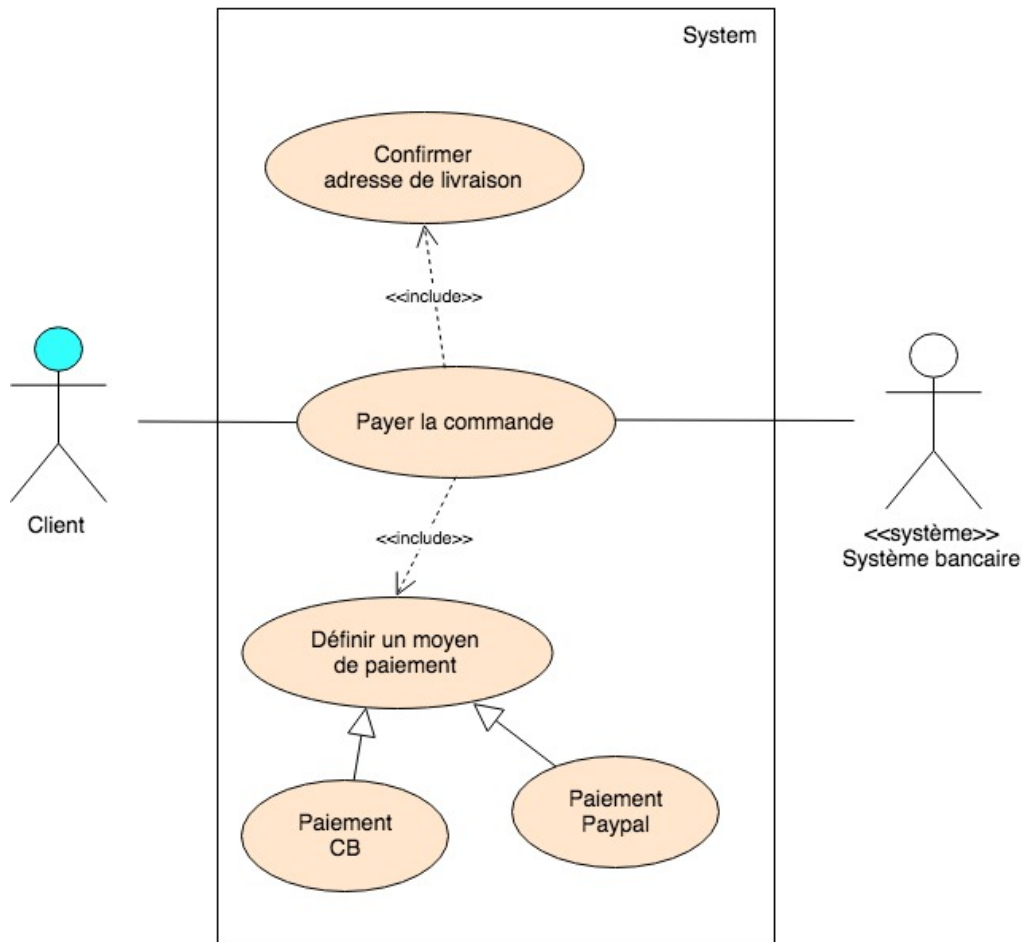 System
Confirmer
adresse de livraison
<<include>>
Payer la commande
Client
<<système>>
Système bancaire
<<include>>
Définir un moyen
de paiement
Paiement
CB
Paiement
Paypal